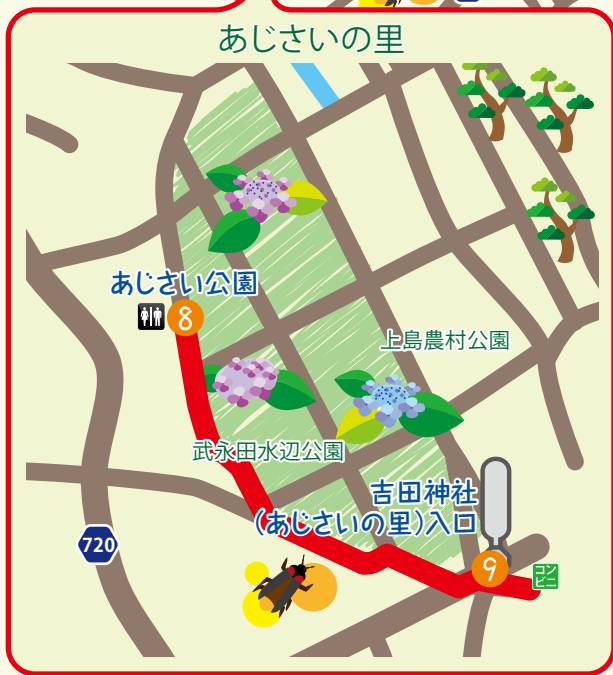 あじさいの里
あじさい公園
8
上島農村公園
武永田水辺公園
吉田神社
(あじさいの里)入口
9
コン
ビニ
720